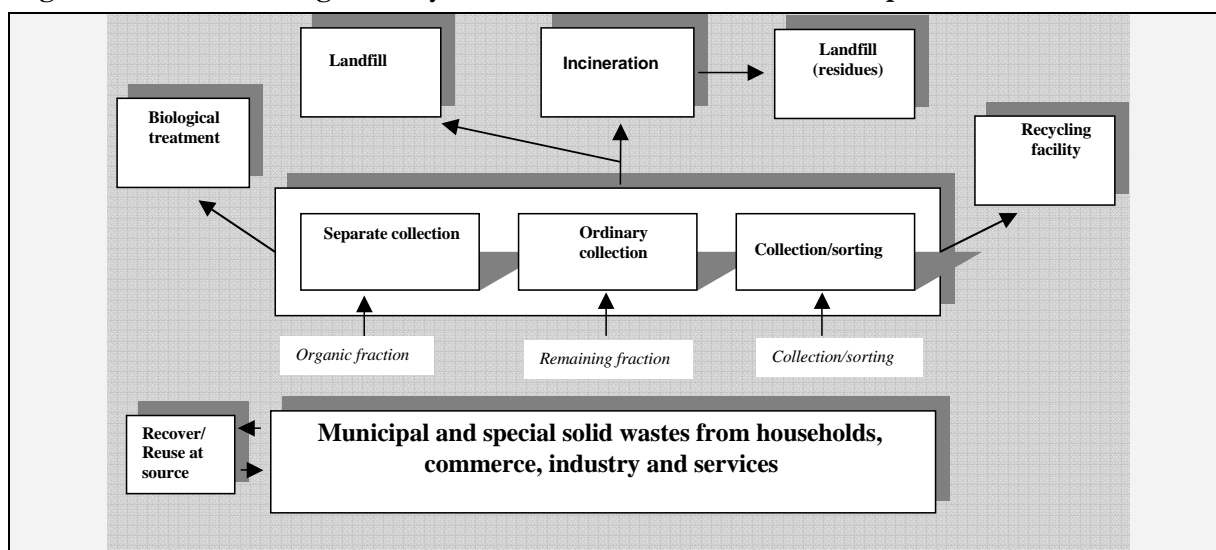 Landfill
Incineration
Landfill
(residues)
Biological
treatment
Recycling
facility
Separate collection
Ordinary
collection
Collection/sorting
Organic fraction
Remaining fraction
Collection/sorting
Recover/
Reuse at
source
Municipal and special solid wastes from households,
commerce, industry and services